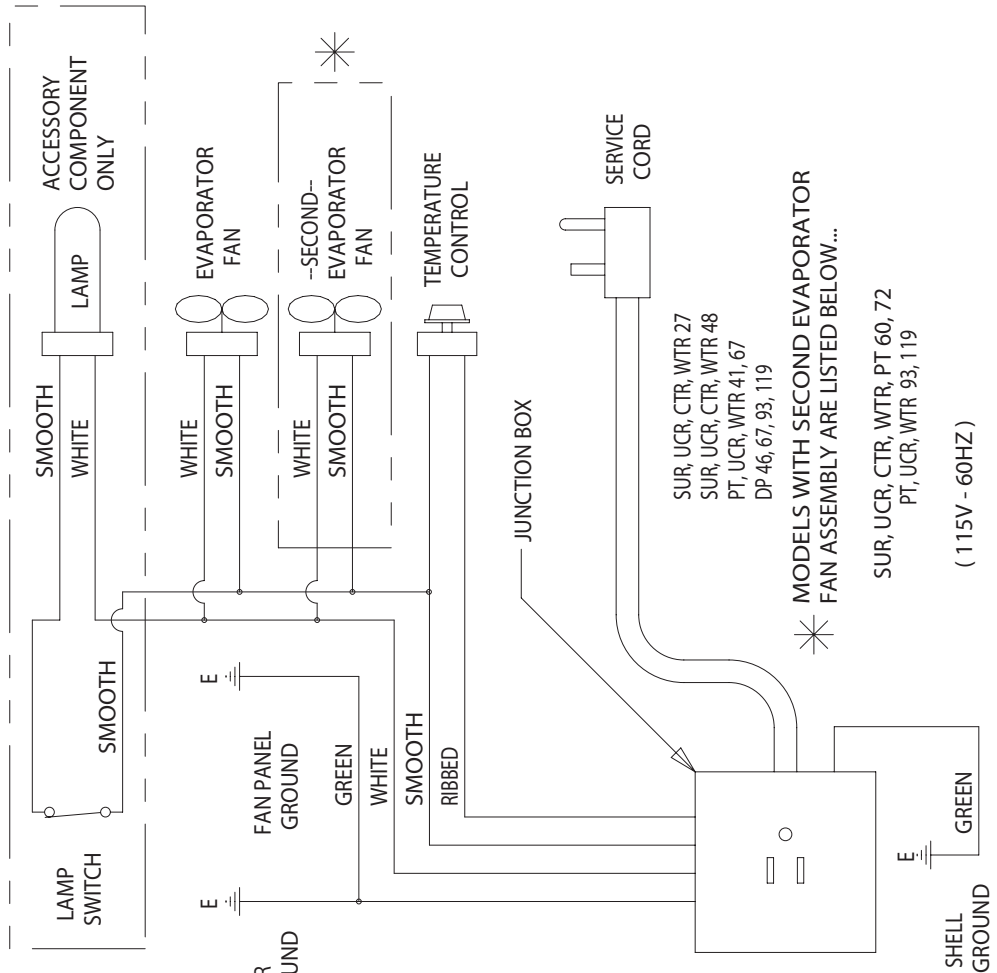 LAMP
SWITCH
SMOOTH
SMOOTH
WHITE
LAMP
ACCESSORY
COMPONENT
ONLY
E
E
R
UND
FAN PANEL
GROUND
WHITE
SMOOTH
EVAPORATOR
FAN
WHITE
SMOOTH
--SECOND--
EVAPORATOR
FAN
GREEN
WHITE
SMOOTH
RIBBED
TEMPERATURE
CONTROL
JUNCTION BOX
SERVICE
CORD
SUR, UCR, CTR, WTR 27
SUR, UCR, CTR, WTR 48
PT, UCR, WTR 41, 67
DP 46, 67, 93, 119
MODELS WITH SECOND EVAPORATOR
FAN ASSEMBLY ARE LISTED BELOW...
SUR, UCR, CTR, WTR, PT 60, 72
PT, UCR, WTR 93, 119
( 115V - 60HZ )
E
GREEN
SHELL
GROUND